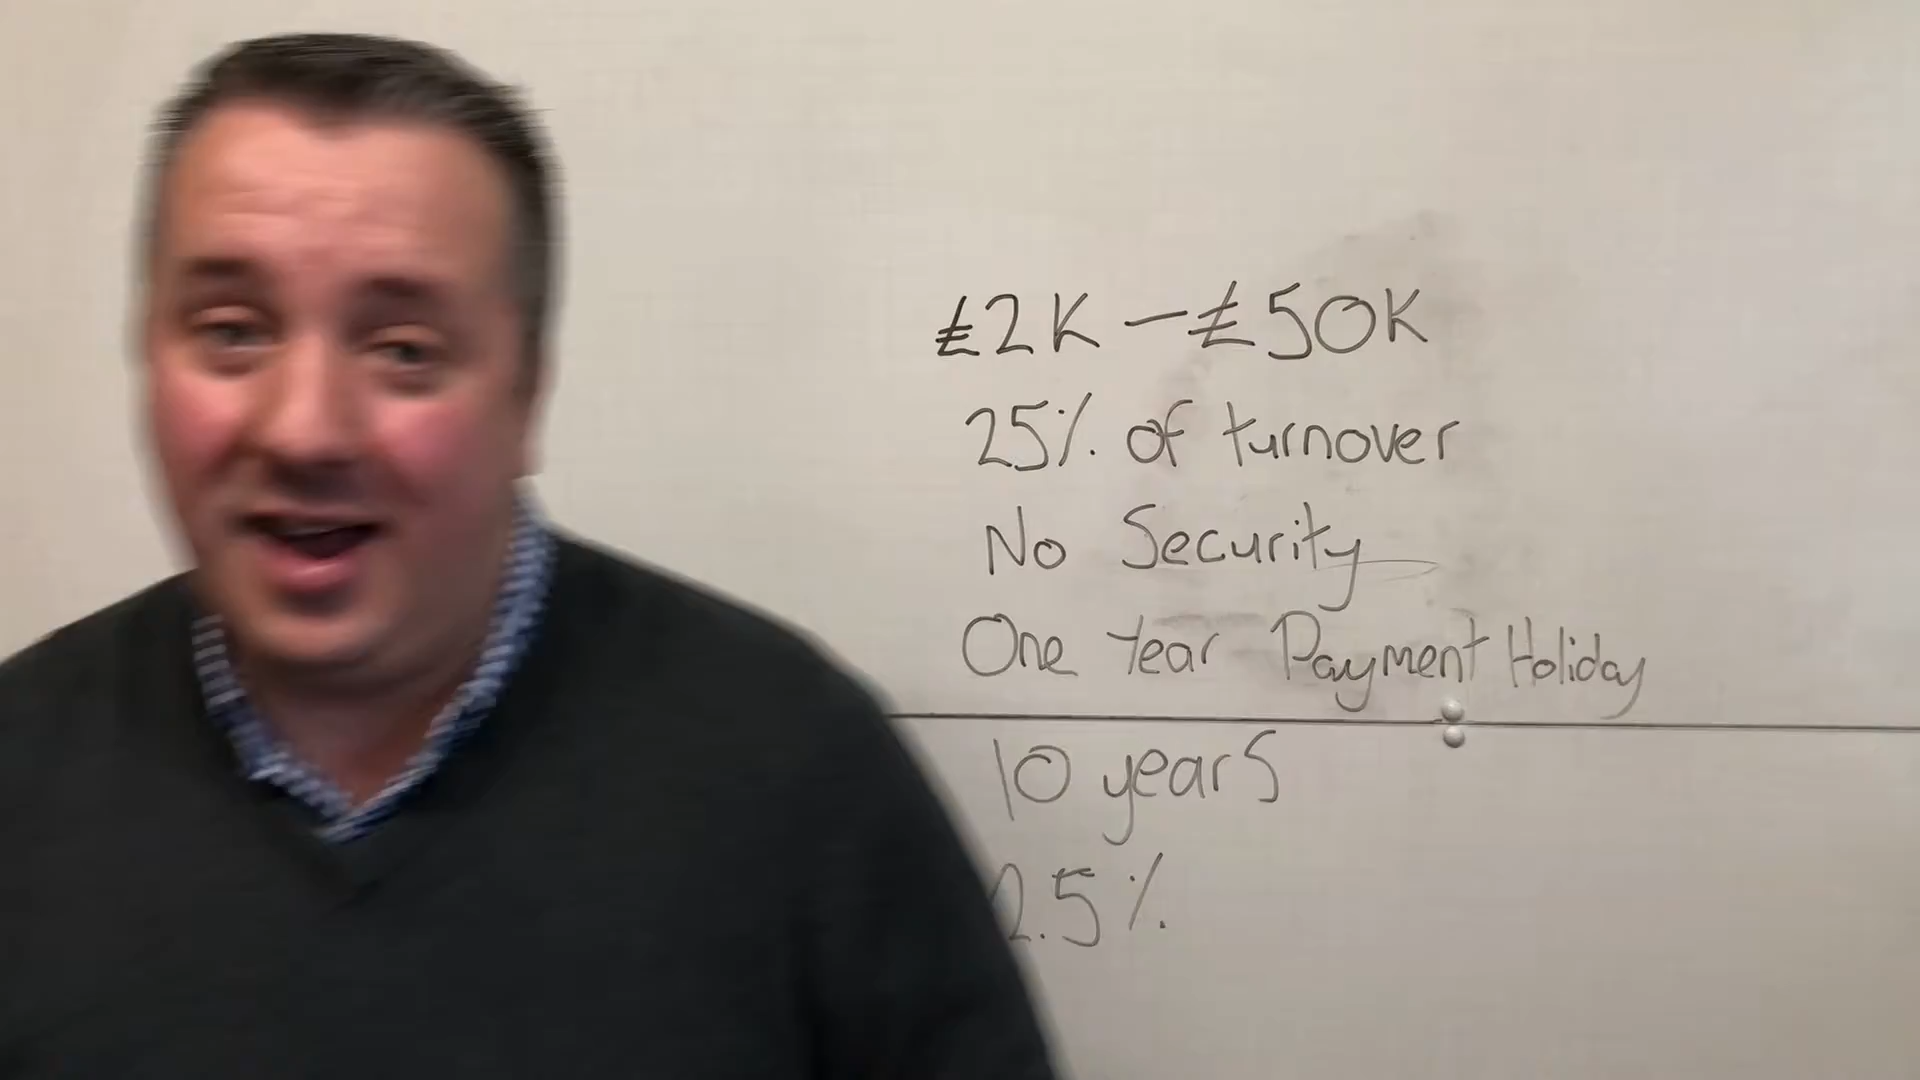 £2K - £50K
25% of turnover
No Security
One Year Payment Holiday
10 years
2.5%